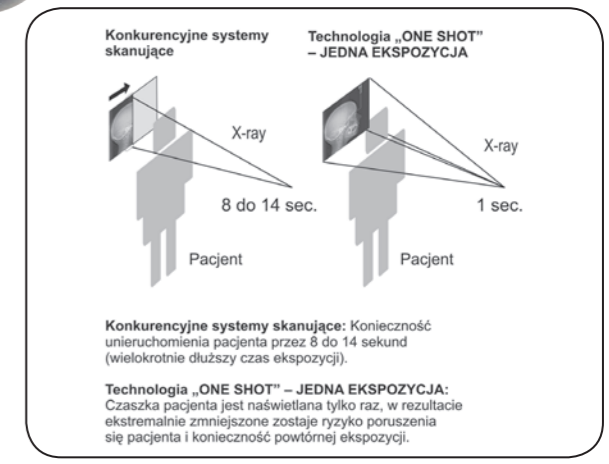 Konkurencyjne systemy
skanujące
X-ray
8 do 14 sec.
Pacjent
Technologia „ONE SHOT”
– JEDNA EKSPOZYCJA
X-ray
1 sec.
Pacjent
Konkurencyjne systemy skanujące: Konieczność
unieruchomienia pacjenta przez 8 do 14 sekund
(wielokrotnie dłuższy czas ekspozycji).
Technologia „ONE SHOT” – JEDNA EKSPOZYCJA:
Czaszka pacjenta jest naświetlana tylko raz, w rezultacie
ekstremalnie zmniejszone zostaje ryzyko poruszenia
się pacjenta i konieczność powtórnej ekspozycji.